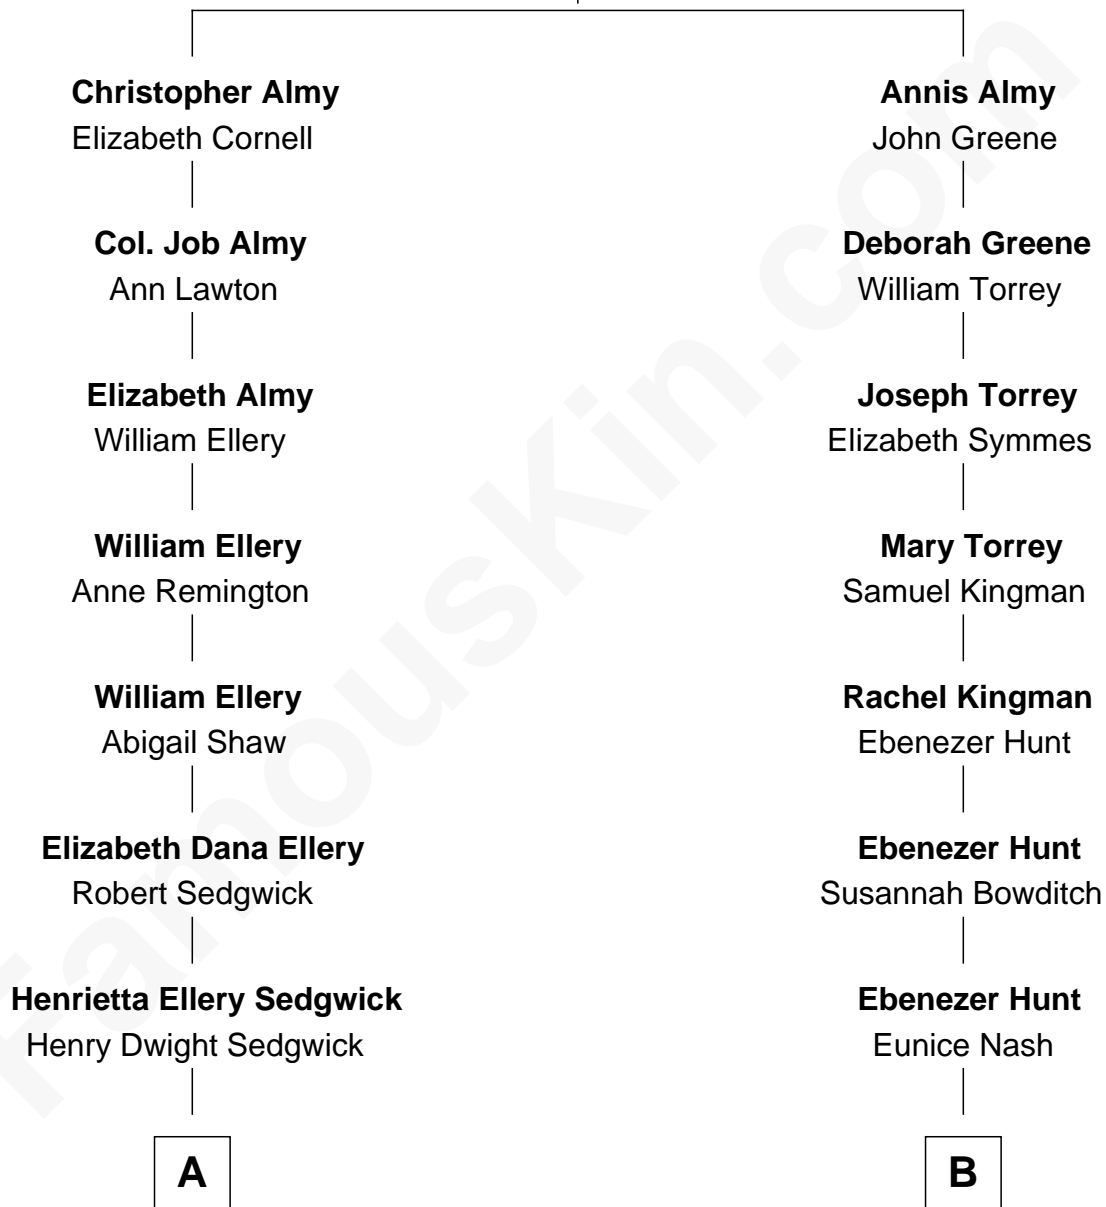 Christopher Almy
Elizabeth Cornell
Col. Job Almy
Ann Lawton
Elizabeth Almy
William Ellery
William Ellery
Anne Remington
William Ellery
Abigail Shaw
Elizabeth Dana Ellery
Robert Sedgwick
Henrietta Ellery Sedgwick
Henry Dwight Sedgwick
A
Annis Almy
John Greene
Deborah Greene
William Torrey
Joseph Torrey
Elizabeth Symmes
Mary Torrey
Samuel Kingman
Rachel Kingman
Ebenezer Hunt
Ebenezer Hunt
Susannah Bowditch
Ebenezer Hunt
Eunice Nash
B
FamousKin.com